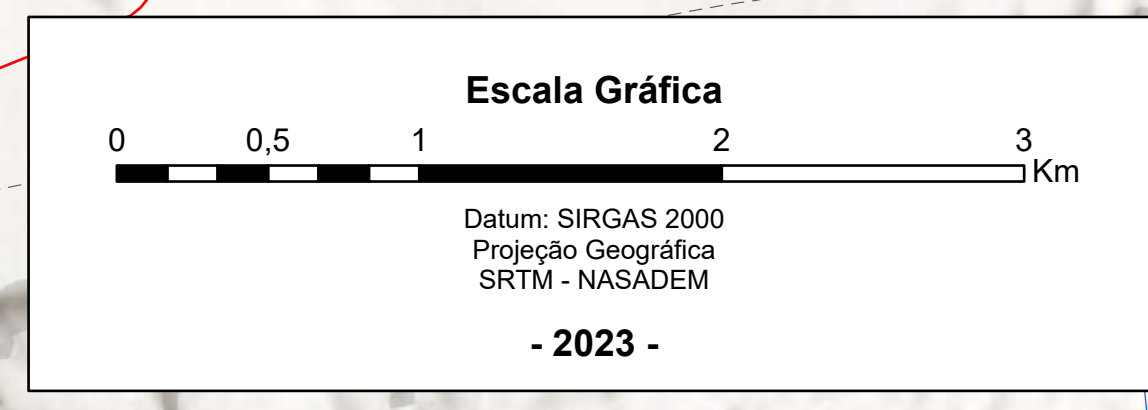 Escala Gráfica
0 0,5 1 2 3
Km
Datum: SIRGAS 2000
Projeção Geográfica
SRTM - NASADEM
- 2023 -